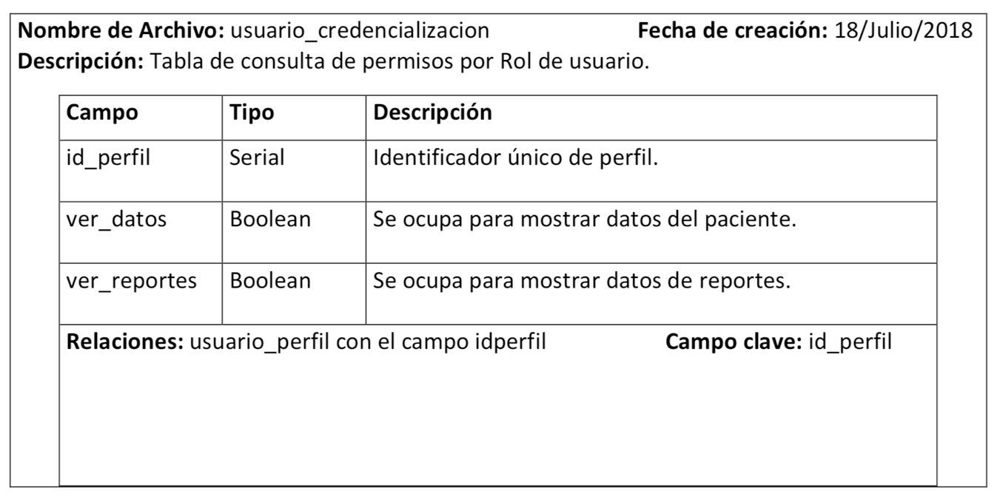 Nombre de Archivo: usuario_credencializacion Fecha de creación: 18/Julio/2018
Descripción: Tabla de consulta de permisos por Rol de usuario.
Campo Tipo Descripción
id_perfil Serial Identificador único de perfil.
ver_datos Boolean Se ocupa para mostrar datos del paciente.
ver_reportes Boolean Se ocupa para mostrar datos de reportes.
Relaciones: usuario_perfil con el campo idperfil Campo clave: id_perfil